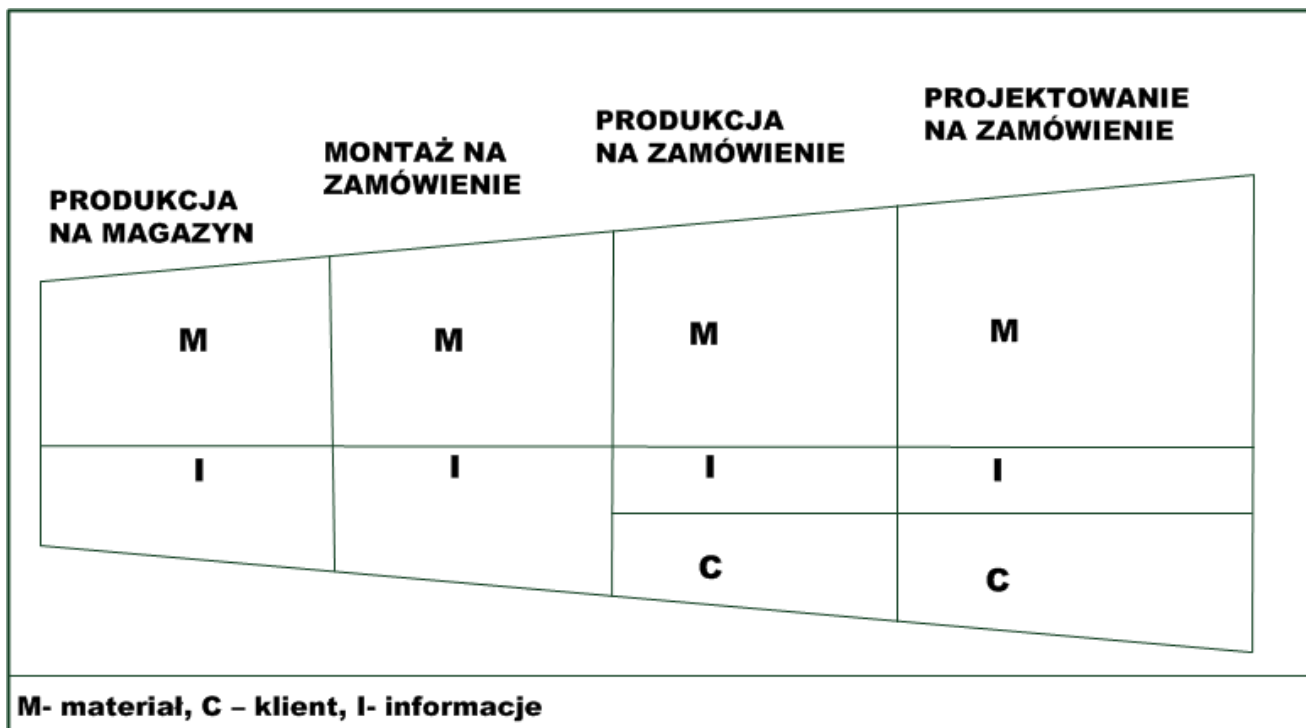 PRODUKCJA
NA MAGAZYN
MONTAŻ NA
ZAMÓWIENIE
PRODUKCJA
NA ZAMÓWIENIE
PROJEKTOWANIE
NA ZAMÓWIENIE
M M M M
I I I I
C C
M- materiał, C – klient, I- informacje